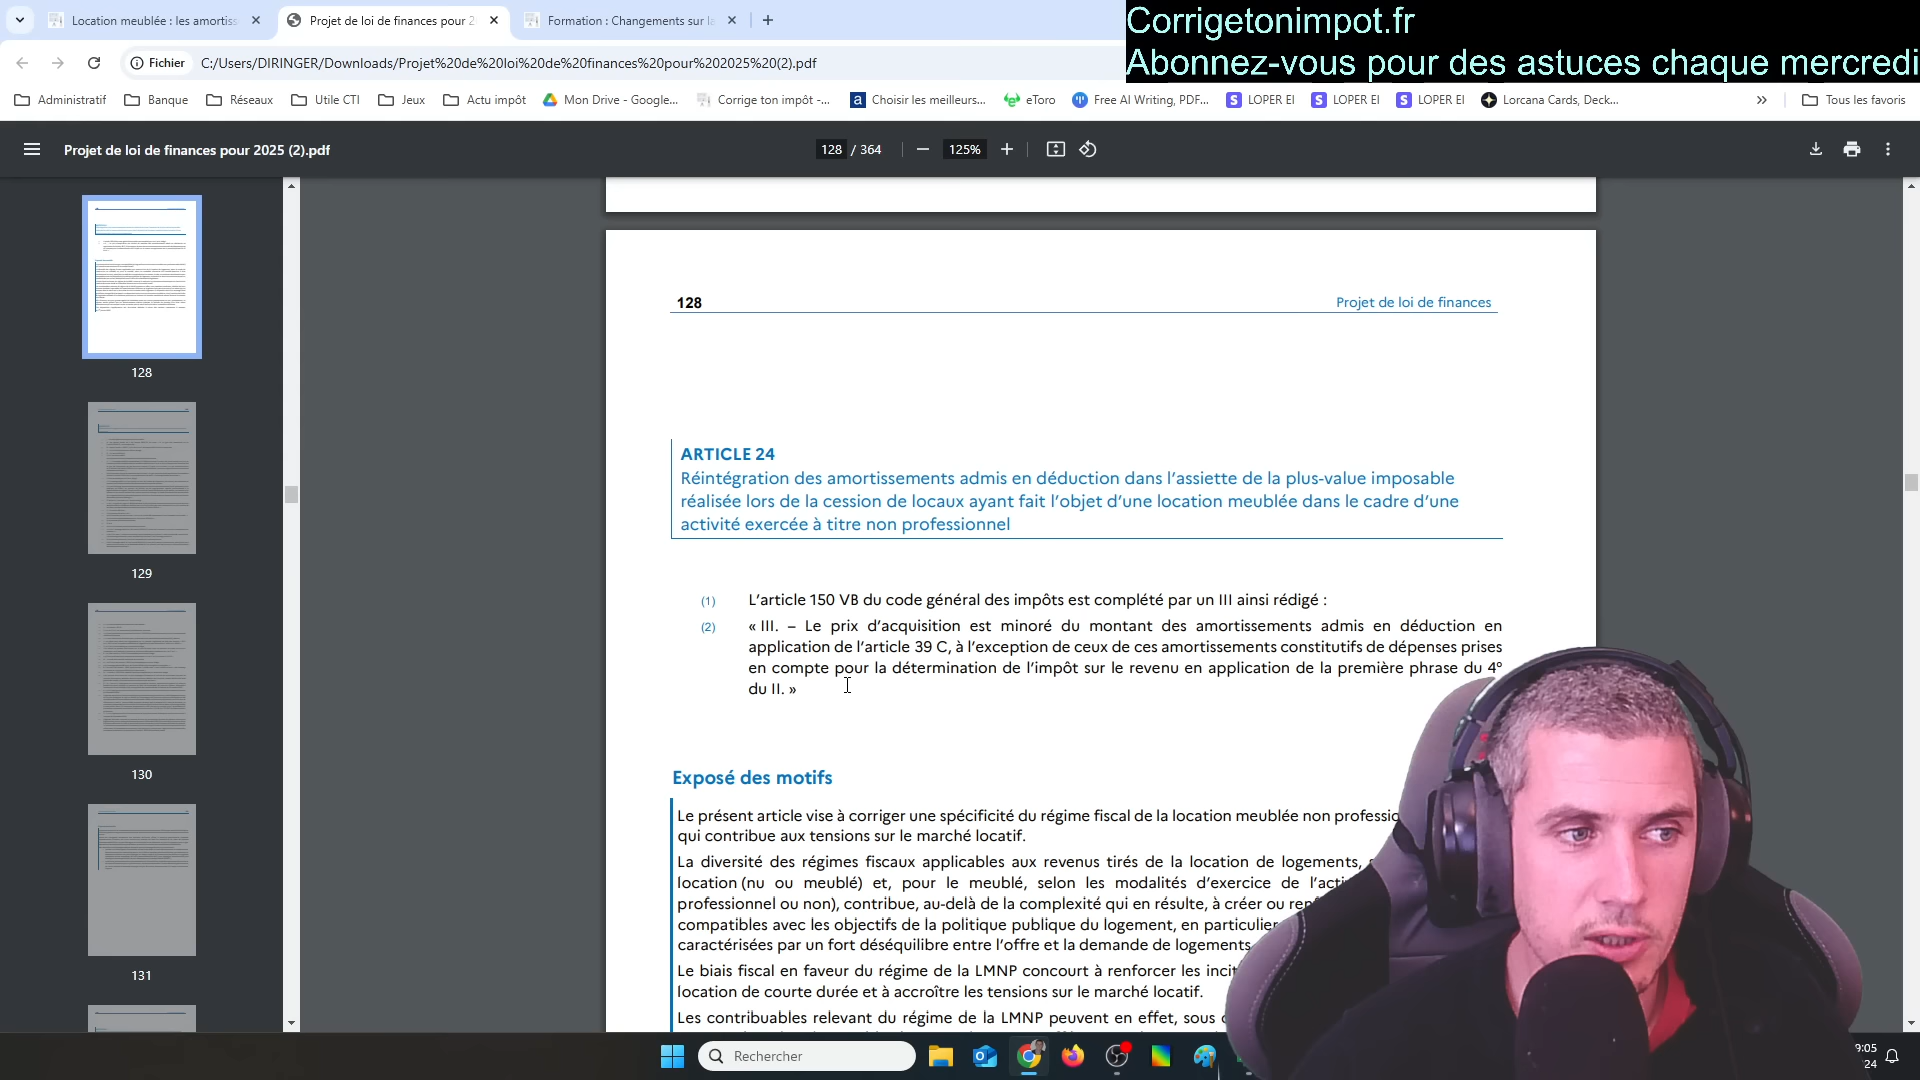 Location meublée : les amortiss
Projet de loi de finances pour 2
Formation : Changements sur la
Corrigetonimpot.fr
Abonnez-vous pour des astuces chaque mercredi
Fichier
C:/Users/DIRINGER/Downloads/Projet%20de%20loi%20de%20finances%20pour%202025%20(2).pdf
Administratif
Banque
Réseaux
Utile CTI
Jeux
Actu impôt
Mon Drive - Google...
Corrige ton impôt -...
Choisir les meilleurs...
eToro
Free AI Writing, PDF...
LOPER EI
LOPER EI
LOPER EI
Lorcana Cards, Deck...
Tous les favoris
Projet de loi de finances pour 2025 (2).pdf
128 / 364
125%
128
129
130
131
128
Projet de loi de finances
ARTICLE 24
Réintégration des amortissements admis en déduction dans l’assiette de la plus-value imposable
réalisée lors de la cession de locaux ayant fait l’objet d’une location meublée dans le cadre d’une
activité exercée à titre non professionnel
(1) L’article 150 VB du code général des impôts est complété par un III ainsi rédigé :
(2) « III. – Le prix d’acquisition est minoré du montant des amortissements admis en déduction en
application de l’article 39 C, à l’exception de ceux de ces amortissements constitutifs de dépenses prises
en compte pour la détermination de l’impôt sur le revenu en application de la première phrase du 4°
du II. »
Exposé des motifs
Le présent article vise à corriger une spécificité du régime fiscal de la location meublée non professio
qui contribue aux tensions sur le marché locatif.
La diversité des régimes fiscaux applicables aux revenus tirés de la location de logements,
location (nu ou meublé) et, pour le meublé, selon les modalités d’exercice de l’acti
professionnel ou non), contribue, au-delà de la complexité qui en résulte, à créer ou
compatibles avec les objectifs de la politique publique du logement, en particulier
caractérisées par un fort déséquilibre entre l’offre et la demande de logements
Le biais fiscal en faveur du régime de la LMNP concourt à renforcer les
location de courte durée et à accroître les tensions sur le marché locatif.
Les contribuables relevant du régime de la LMNP peuvent en effet, sous
Rechercher
9:05
24